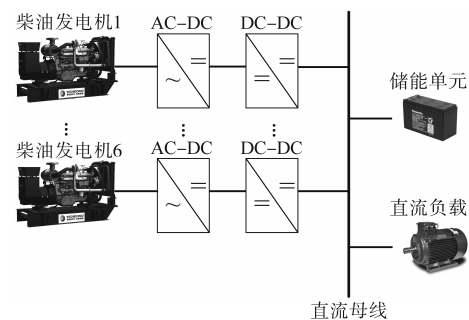 柴油发电机1
AC-DC
DC-DC
~
=
=
=
储能单元
柴油发电机6
AC-DC
DC-DC
~
=
=
=
直流负载
直流母线